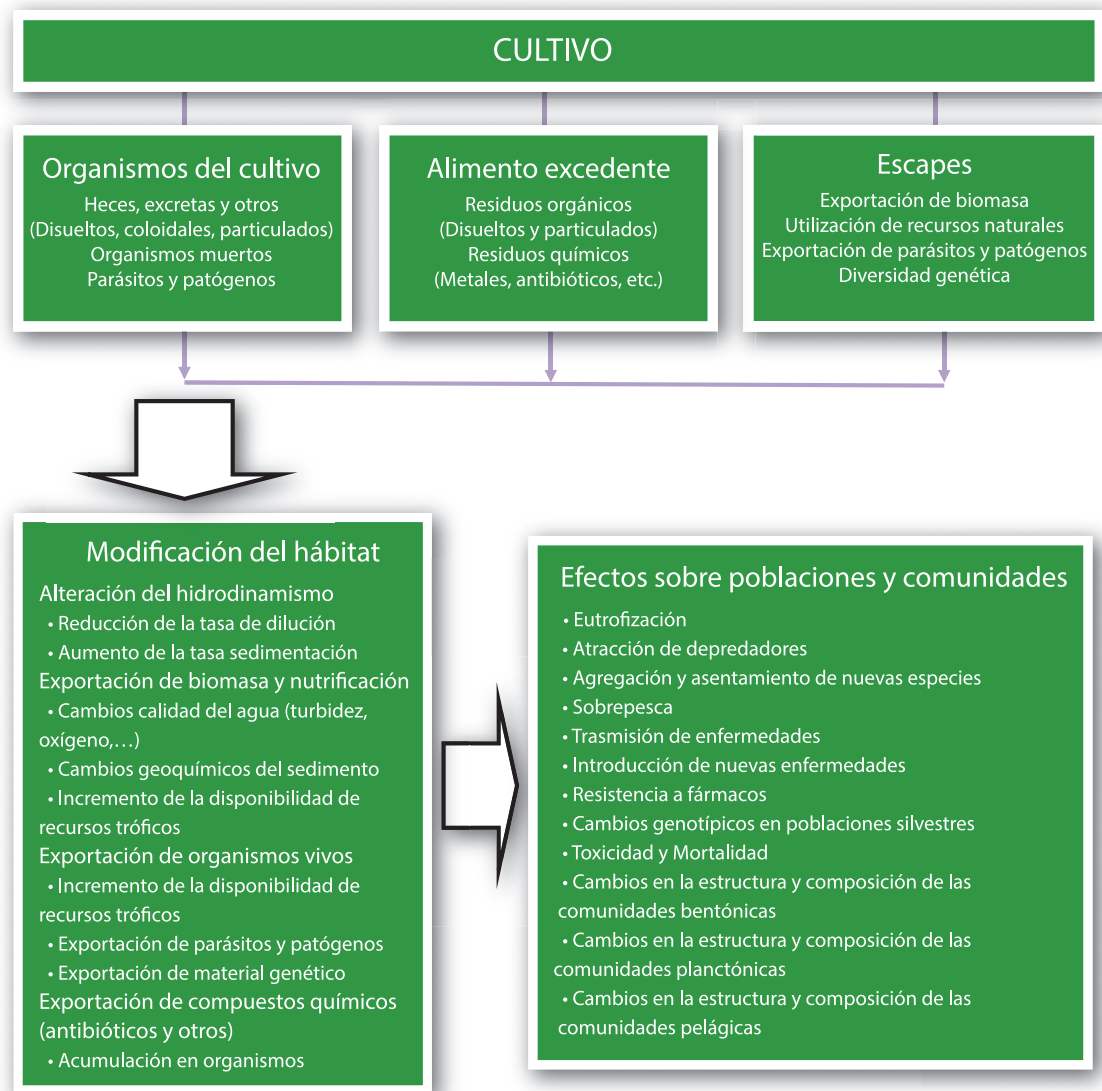 CULTIVO
Organismos del cultivo
Heces, excretas y otros
(Disueltos, coloidales, particulados)
Organismos muertos
Parásitos y patógenos
Alimento excedente
Residuos orgánicos
(Disueltos y particulados)
Residuos químicos
(Metales, antibióticos, etc.)
Escapes
Exportación de biomasa
Utilización de recursos naturales
Exportación de parásitos y patógenos
Diversidad genética
Modificación del hábitat
Alteración del hidrodinamismo
• Reducción de la tasa de dilución
• Aumento de la tasa sedimentación
Exportación de biomasa y nutrificación
• Cambios calidad del agua (turbidez,
oxígeno,…)
• Cambios geoquímicos del sedimento
• Incremento de la disponibilidad de
recursos tróficos
Exportación de organismos vivos
• Incremento de la disponibilidad de
recursos tróficos
• Exportación de parásitos y patógenos
• Exportación de material genético
Exportación de compuestos químicos
(antibióticos y otros)
• Acumulación en organismos
Efectos sobre poblaciones y comunidades
• Eutrofización
• Atracción de depredadores
• Agregación y asentamiento de nuevas especies
• Sobrepesca
• Trasmisión de enfermedades
• Introducción de nuevas enfermedades
• Resistencia a fármacos
• Cambios genotípicos en poblaciones silvestres
• Toxicidad y Mortalidad
• Cambios en la estructura y composición de las
comunidades bentónicas
• Cambios en la estructura y composición de las
comunidades planctónicas
• Cambios en la estructura y composición de las
comunidades pelágicas